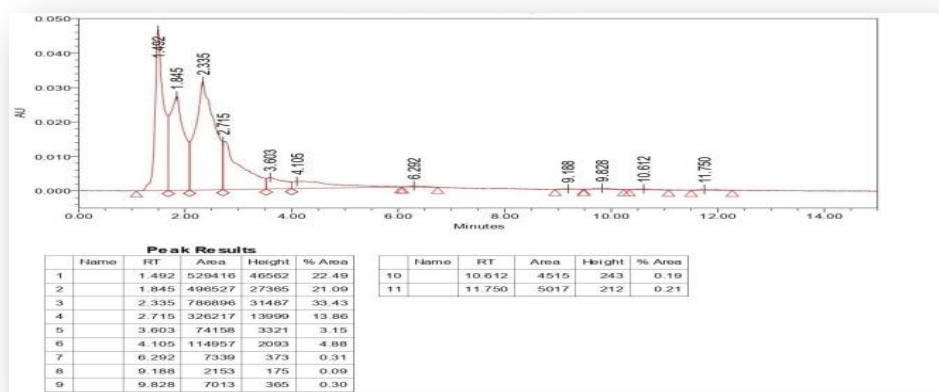 0.050
0.040
0.030
0.020
0.010
0.000
AU
1.492
1.845
2.335
2.715
3.603
4.105
6.292
9.188
9.828
10.612
11.750
0.00 2.00 4.00 6.00 8.00 10.00 12.00 14.00
Minutes
Peak Results
Name RT Area Height % Area
1 1.492 529416 46562 22.49
2 1.845 496527 27365 21.09
3 2.335 786896 31487 33.43
4 2.715 326217 13999 13.86
5 3.603 74158 3321 3.15
6 4.105 114957 2093 4.88
7 6.292 7339 373 0.31
8 9.188 2153 175 0.09
9 9.828 7013 365 0.30
Name RT Area Height % Area
10 10.612 4515 243 0.19
11 11.750 5017 212 0.21